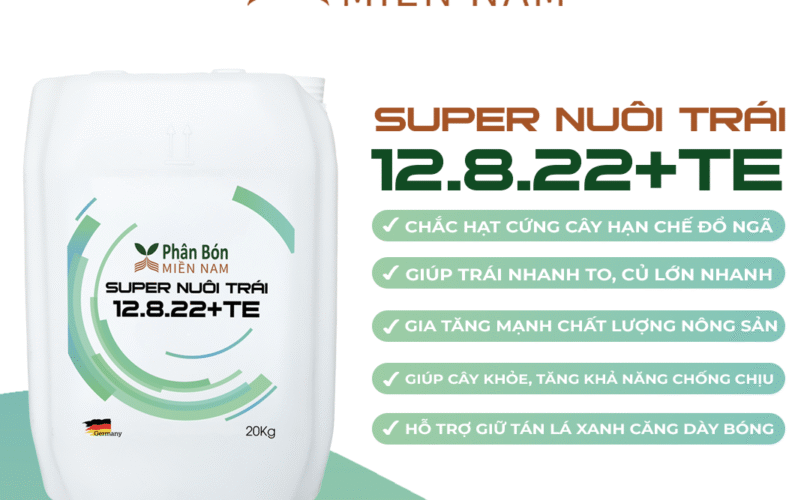 MIỀN NAM
SUPER NUÔI TRÁI
12.8.22+TE
CHẮC HẠT CỨNG CÂY HẠN CHẾ ĐỔ NGÃ
GIÚP TRÁI NHANH TO, CỦ LỚN NHANH
GIA TĂNG MẠNH CHẤT LƯỢNG NÔNG SẢN
GIÚP CÂY KHỎE, TĂNG KHẢ NĂNG CHỐNG CHỊU
HỖ TRỢ GIỮ TÁN LÁ XANH CĂNG DÀY BÓNG
Phân Bón
MIỀN NAM
SUPER NUÔI TRÁI
12.8.22+TE
Germany
20Kg